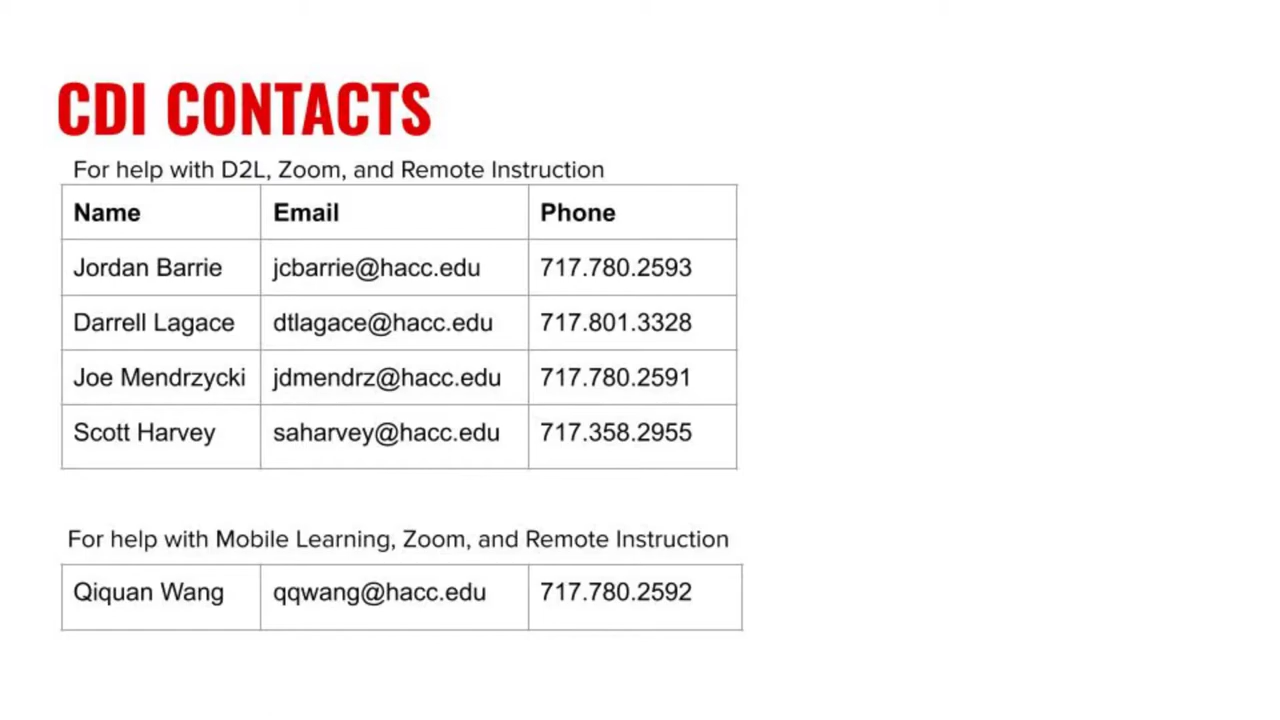 CDI CONTACTS
For help with D2L, Zoom, and Remote Instruction
Name Email Phone
Jordan Barrie jcbarrie@hacc.edu 717.780.2593
Darrell Lagace dtlagace@hacc.edu 717.801.3328
Joe Mendrzycki jdmendrz@hacc.edu 717.780.2591
Scott Harvey saharvey@hacc.edu 717.358.2955
For help with Mobile Learning, Zoom, and Remote Instruction
Qiquan Wang qqwang@hacc.edu 717.780.2592